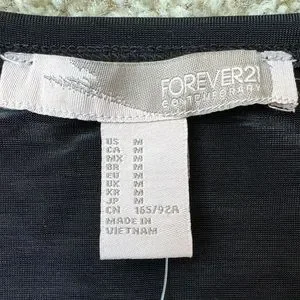 FOREVER21
CONTEMPORARY
US M
CA M
MX M
BR M
EU M
UK M
KR M
JP M
CN 165/92A
MADE IN
VIETNAM